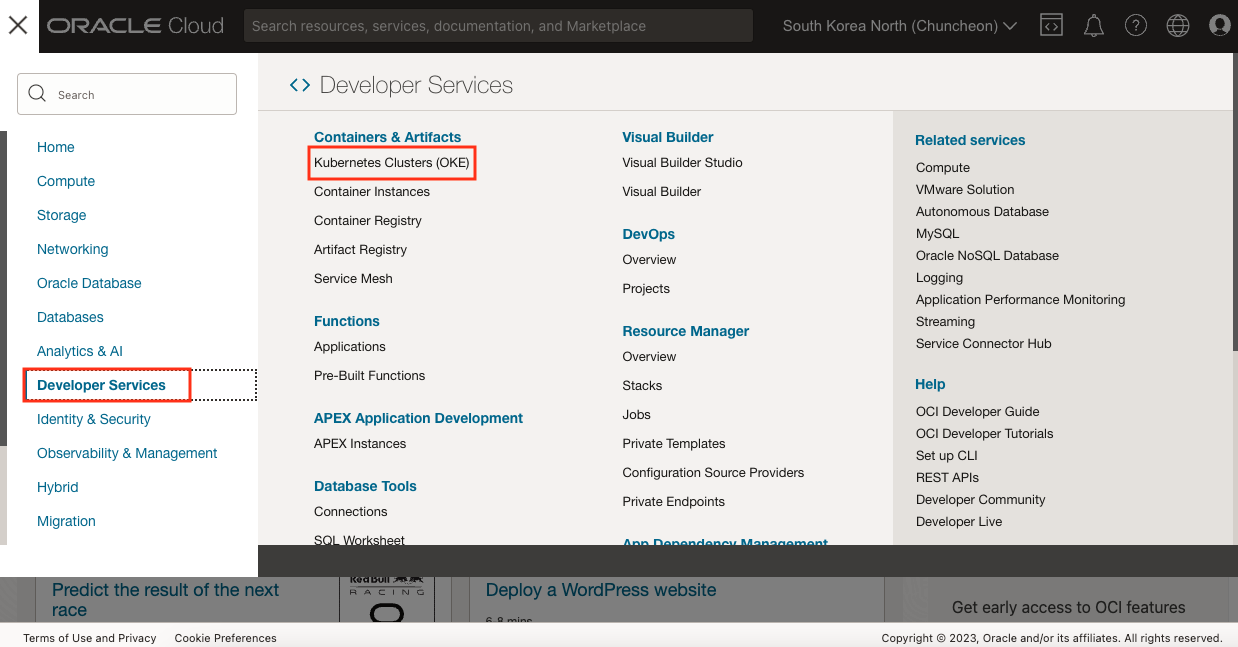 ORACLE Cloud
Search resources, services, documentation, and Marketplace
South Korea North (Chuncheon)
Search
Home
Compute
Storage
Networking
Oracle Database
Databases
Analytics & AI
Developer Services
Identity & Security
Observability & Management
Hybrid
Migration
Developer Services
Containers & Artifacts
Kubernetes Clusters (OKE)
Container Instances
Container Registry
Artifact Registry
Service Mesh
Functions
Applications
Pre-Built Functions
APEX Application Development
APEX Instances
Database Tools
Connections
SQL Worksheet
Visual Builder
Visual Builder Studio
Visual Builder
DevOps
Overview
Projects
Resource Manager
Overview
Stacks
Jobs
Private Templates
Configuration Source Providers
Private Endpoints
App Dependency Management
Related services
Compute
VMware Solution
Autonomous Database
MySQL
Oracle NoSQL Database
Logging
Application Performance Monitoring
Streaming
Service Connector Hub
Help
OCI Developer Guide
OCI Developer Tutorials
Set up CLI
REST APIs
Developer Community
Developer Live
Predict the result of the next
race
Red Bull
RACING
Deploy a WordPress website
6-8 mins
Get early access to OCI features
Terms of Use and Privacy
Cookie Preferences
Copyright © 2023, Oracle and/or its affiliates. All rights reserved.